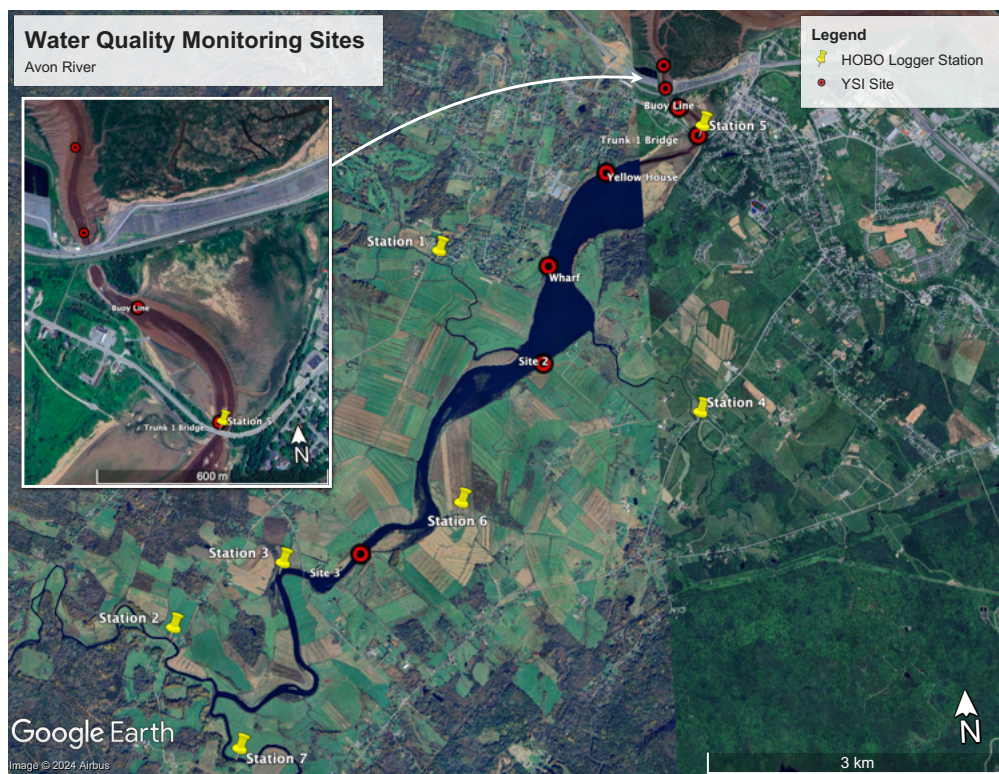 Water Quality Monitoring Sites
Avon River
Legend
HOBO Logger Station
YSI Site
Buoy Line
Station 5
Trunk 1 Bridge
Yellow House
Station 1
Wharf
Buoy Line
Site 2
Station 4
Station 5
Trunk 1 Bridge
N
600 m
Station 6
Station 3
Site 3
Station 2
N
Google Earth
Station 7
Image © 2024 Airbus
3 km